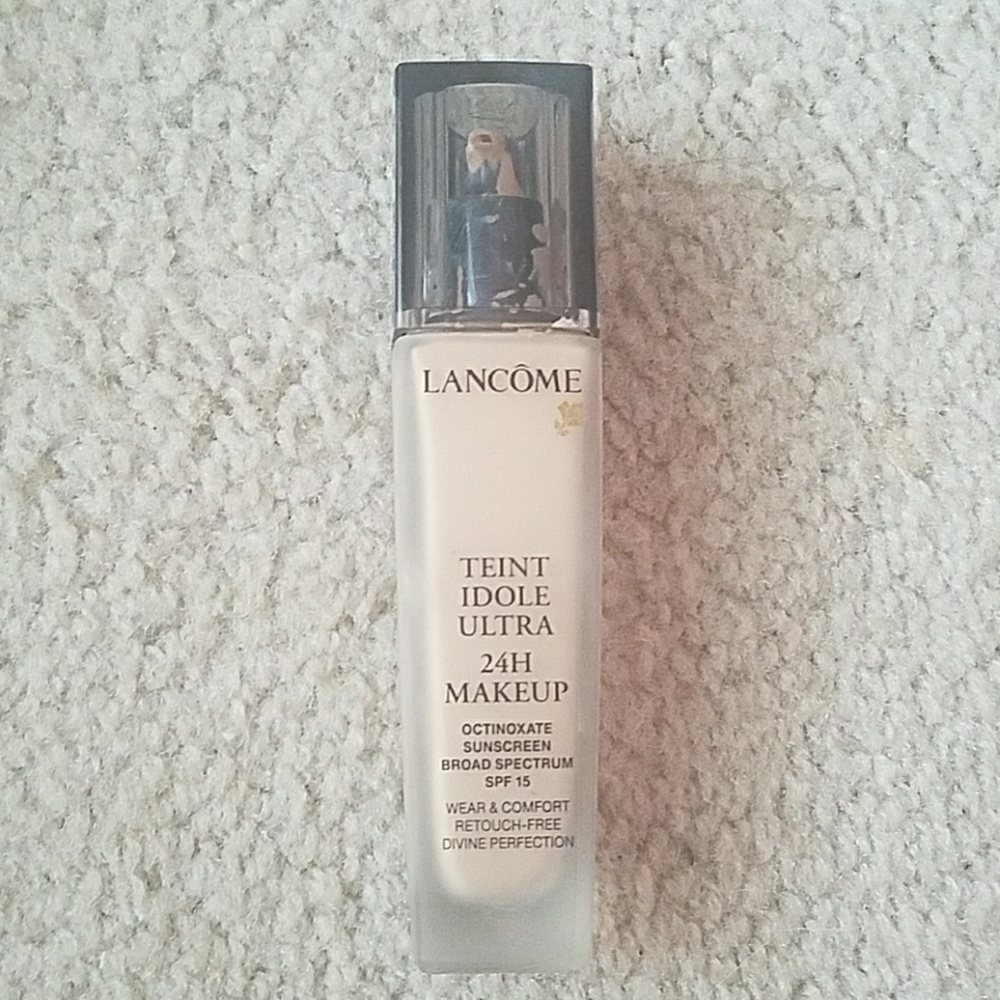 LANCÔME
TEINT
IDOLE
ULTRA
24H
MAKEUP
OCTINOXATE
SUNSCREEN
BROAD SPECTRUM
SPF 15
WEAR & COMFORT
RETOUCH-FREE
DIVINE PERFECTION